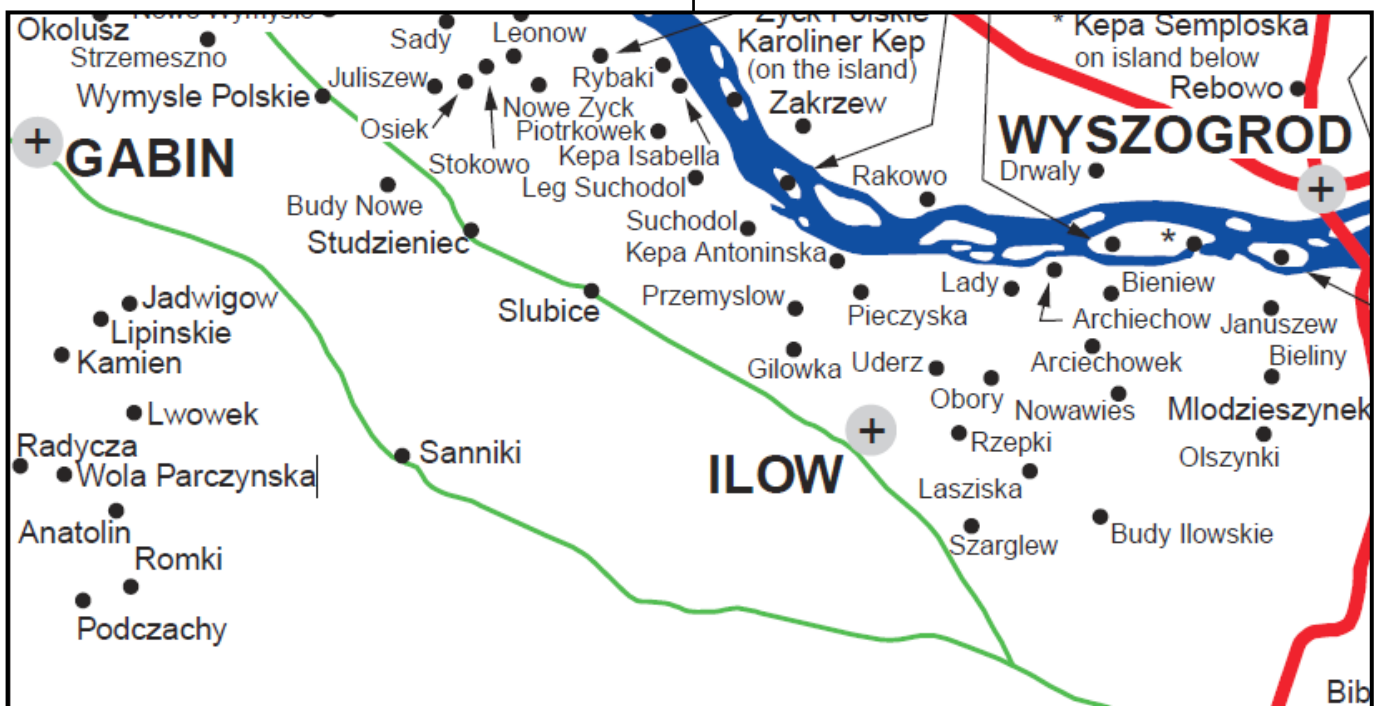 Nowe Wymysle
Okolusz
Strzemeszno
Wymysle Polskie
GABIN
Sady
Leonow
Juliszew
Osiek
Stokowo
Nowe Zyck
Rybaki
Piotrkowek
Kepa Isabella
Leg Suchodol
Zyck Polskie
Karoliner Kep
(on the island)
Zakrzew
* Kepa Semploska
on island below
Rebowo
WYSZOGROD
Drwaly
Rakowo
Budy Nowe
Studzieniec
Suchodol
Kepa Antoninska
*
Slubice
Przemyslow
Pieczyska
Lady
Bieniew
Archiechow
Januszew
Jadwigow
Lipinskie
Kamien
Gilowka
Uderz
Arciechowek
Bieliny
Obory
Nowawies
Mlodzieszynek
Lwowek
Radycza
Wola Parczynska
Sanniki
ILOW
Rzepki
Olszynki
Lasziska
Anatolin
Romki
Szarglew
Budy Ilowskie
Podczachy
Bib